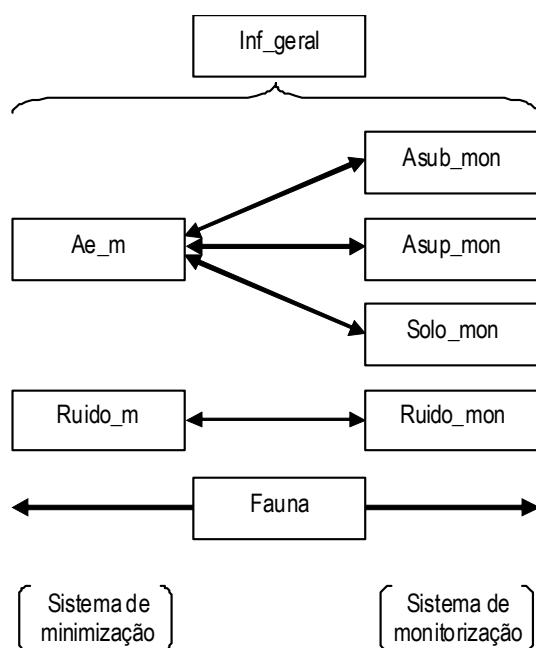 Inf_geral
Asub_mon
Ae_m
Asup_mon
Solo_mon
Ruido_m
Ruido_mon
Fauna
Sistema de
minimização
Sistema de
monitorização